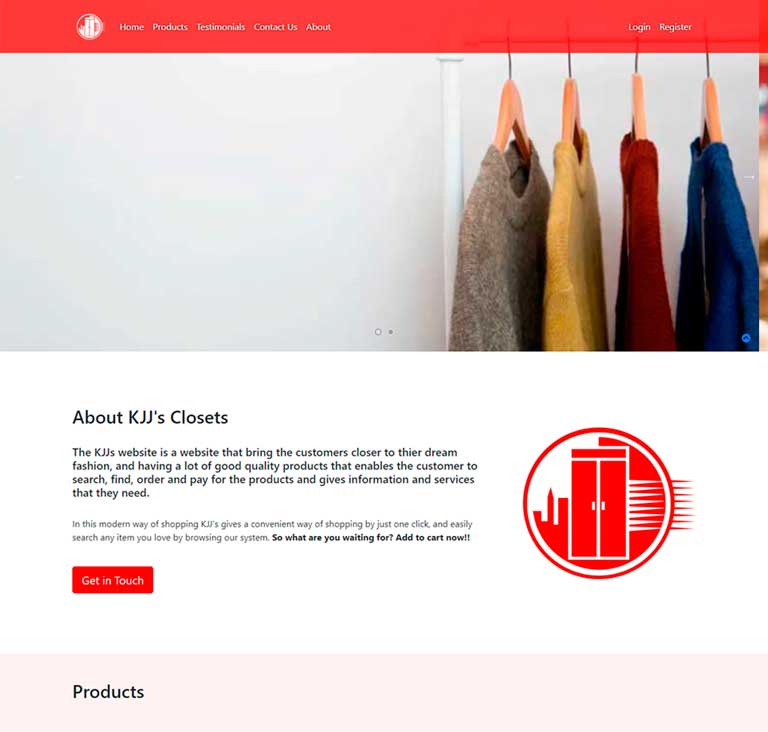 Home Products Testimonials Contact Us About Login Register
About KJJ's Closets
The KJJs website is a website that bring the customers closer to thier dream
fashion, and having a lot of good quality products that enables the customer to
search, find, order and pay for the products and gives information and services
that they need.
In this modern way of shopping KJJ's gives a convenient way of shopping by just one click, and easily
search any item you love by browsing our system. So what are you waiting for? Add to cart now!!
Get in Touch
Products